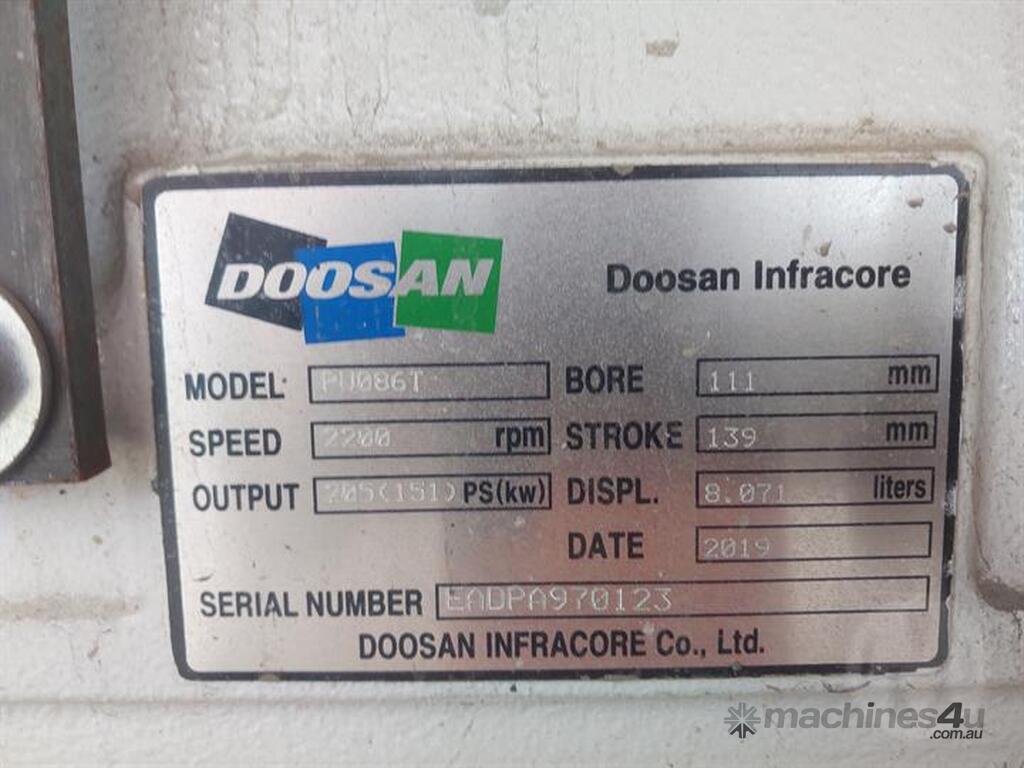 DOOSAN
Doosan Infracore
MODEL: PU086T BORE 111 mm
SPEED 2200 rpm STROKE 139 mm
OUTPUT 205(151) PS(kw) DISPL. 8.071 liters
DATE 2019
SERIAL NUMBER EADPA970123
DOOSAN INFRACORE Co., Ltd.
machines4u
.com.au